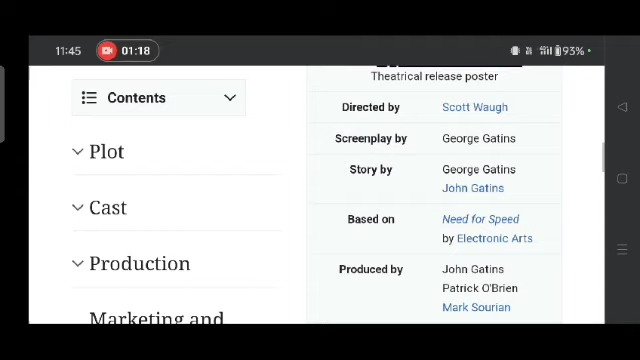 11:45
01:18
93%
Contents
Plot
Cast
Production
Marketing and
Theatrical release poster
Directed by Scott Waugh
Screenplay by George Gatins
Story by George Gatins
John Gatins
Based on Need for Speed
by Electronic Arts
Produced by John Gatins
Patrick O'Brien
Mark Sourian